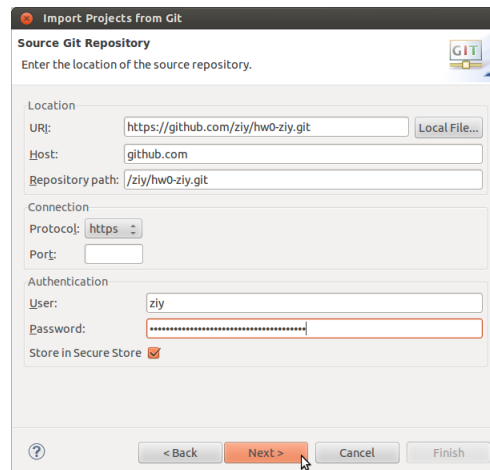 Import Projects from Git
Source Git Repository
Enter the location of the source repository.
GIT
Location
URI: https://github.com/ziy/hw0-ziy.git Local File...
Host: github.com
Repository path: /ziy/hw0-ziy.git
Connection
Protocol: https
Port:
Authentication
User: ziy
Password: •••••••••••••••••••••••••••••••••••••••
Store in Secure Store
? < Back Next > Cancel Finish